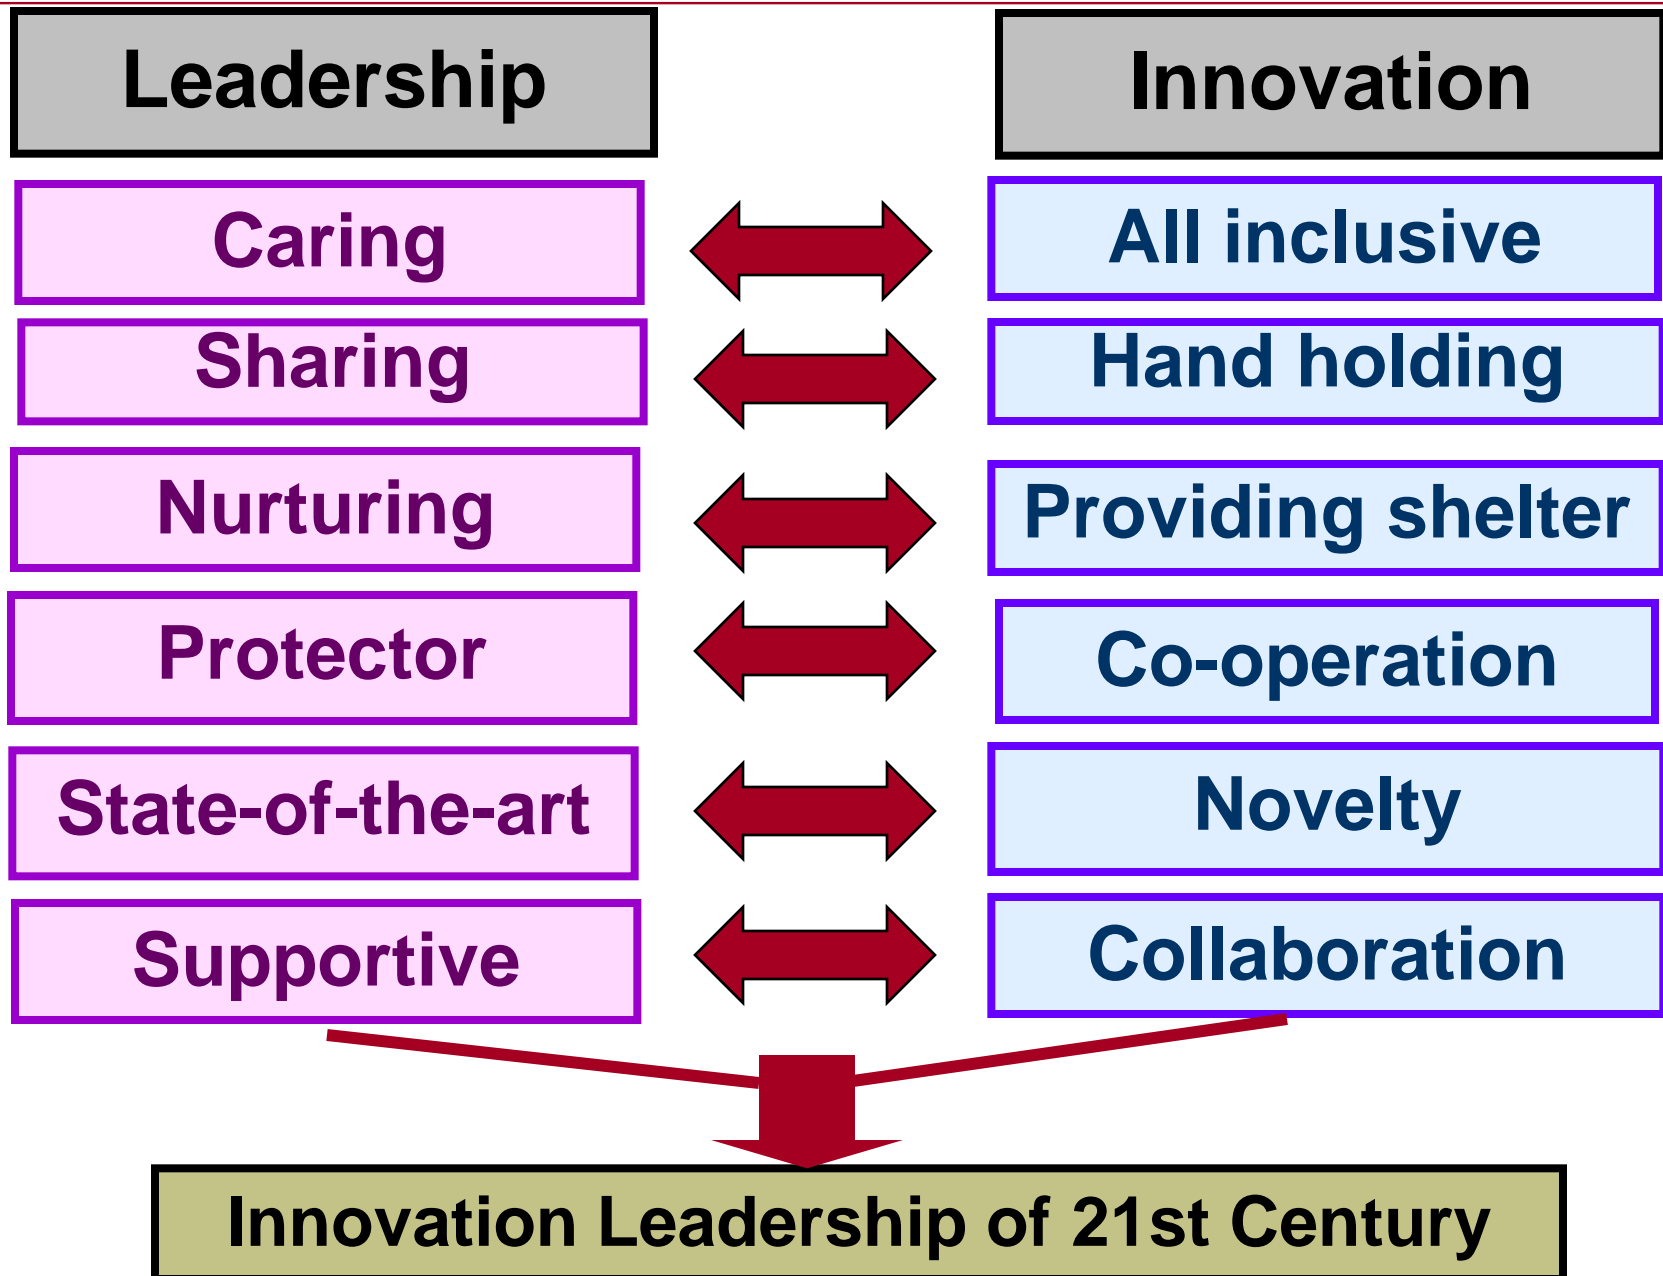 Leadership
Innovation
Caring
All inclusive
Sharing
Hand holding
Nurturing
Providing shelter
Protector
Co-operation
State-of-the-art
Novelty
Supportive
Collaboration
Innovation Leadership of 21st Century